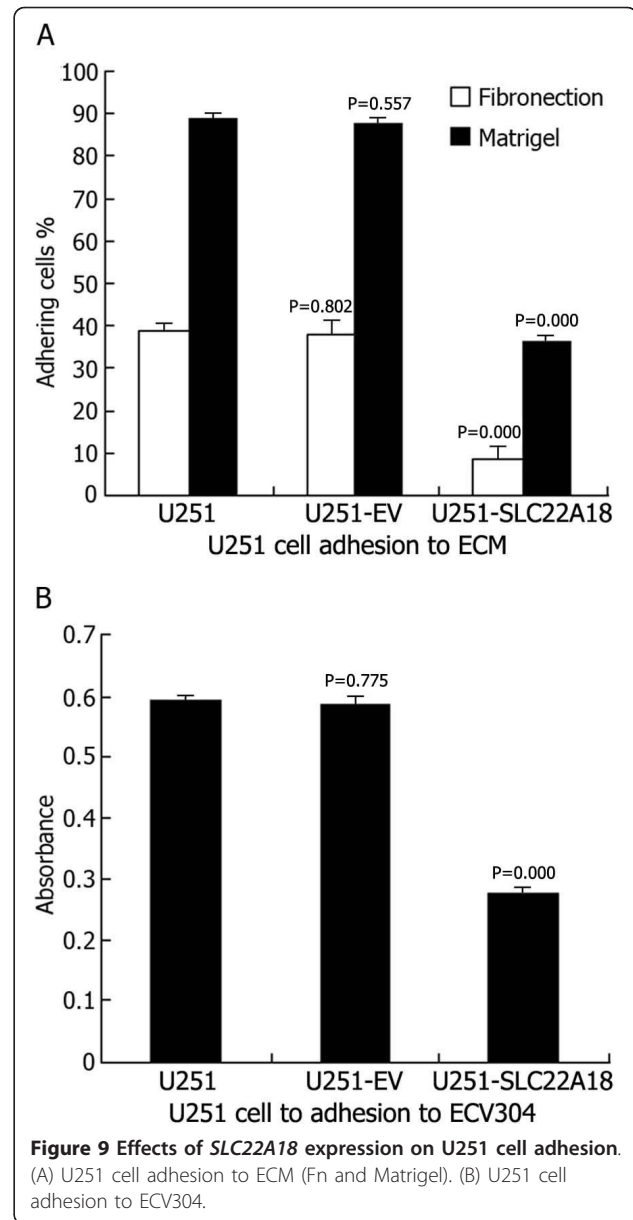 A
100
90
80
70
60
50
40
30
20
10
0
Adhering cells %
P=0.557
Fibronection
Matrigel
P=0.802
P=0.000
P=0.000
U251 U251-EV U251-SLC22A18
U251 cell adhesion to ECM
B
0.7
0.6
0.5
0.4
0.3
0.2
0.1
0
Absorbance
P=0.775
P=0.000
U251 U251-EV U251-SLC22A18
U251 cell to adhesion to ECV304
Figure 9 Effects of SLC22A18 expression on U251 cell adhesion.
(A) U251 cell adhesion to ECM (Fn and Matrigel). (B) U251 cell
adhesion to ECV304.